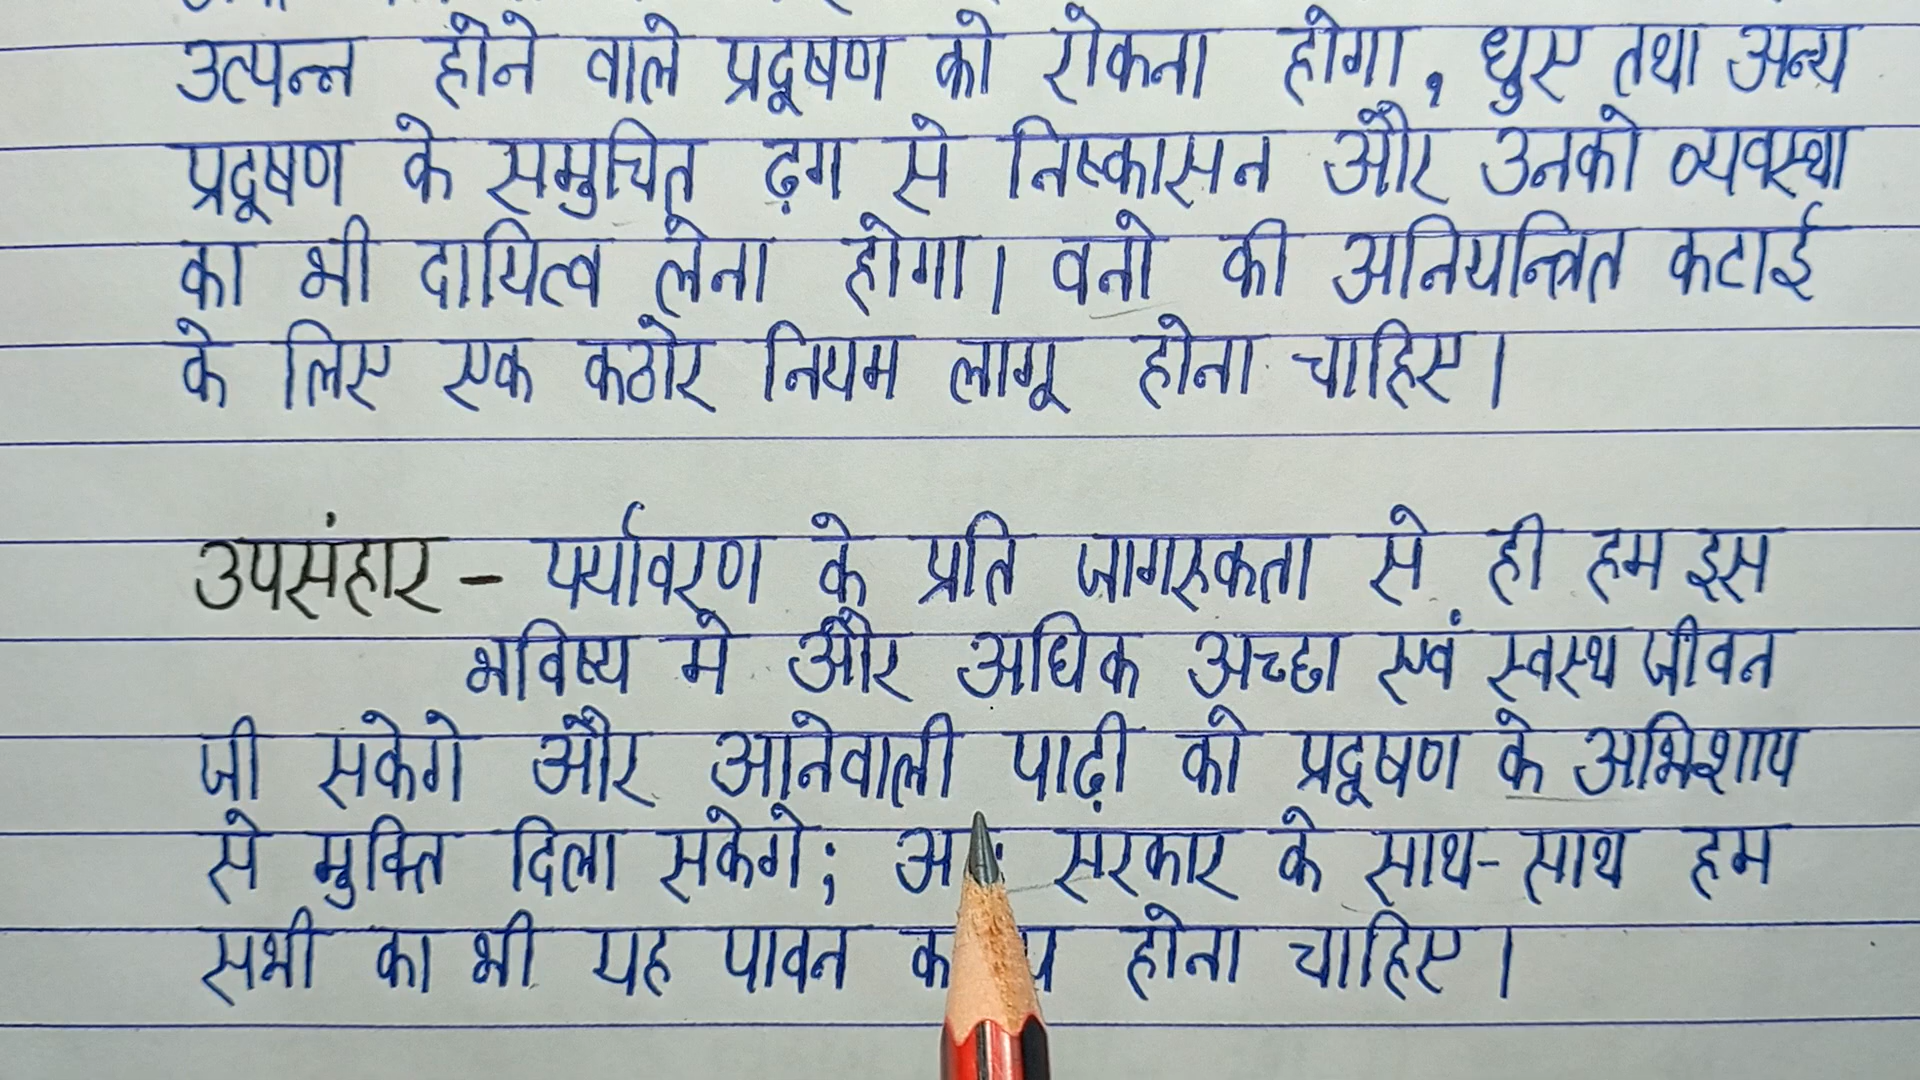 उत्पन्न होने वाले प्रदूषण को रोकना होगा, धुए तथा अन्य
प्रदूषण के समुचित ढ़ग से निष्कासन और उनको व्यवस्था
का भी दायित्व लेना होगा। वनो की अनियन्त्रित कटाई
के लिए एक कठोर नियम लागू होना चाहिए।
उपसंहार - पर्यावरण के प्रति जागरुकता से ही हम इस
भविष्य मे और अधिक अच्छा एवं स्वस्थ जीवन
जी सकेगे और आनेवाली पाढ़ी को प्रदूषण के अभिशाप
से मुक्ति दिला सकेगे; सरकार के साथ-साथ हम
सभी का भी यह पावन होना चाहिए।